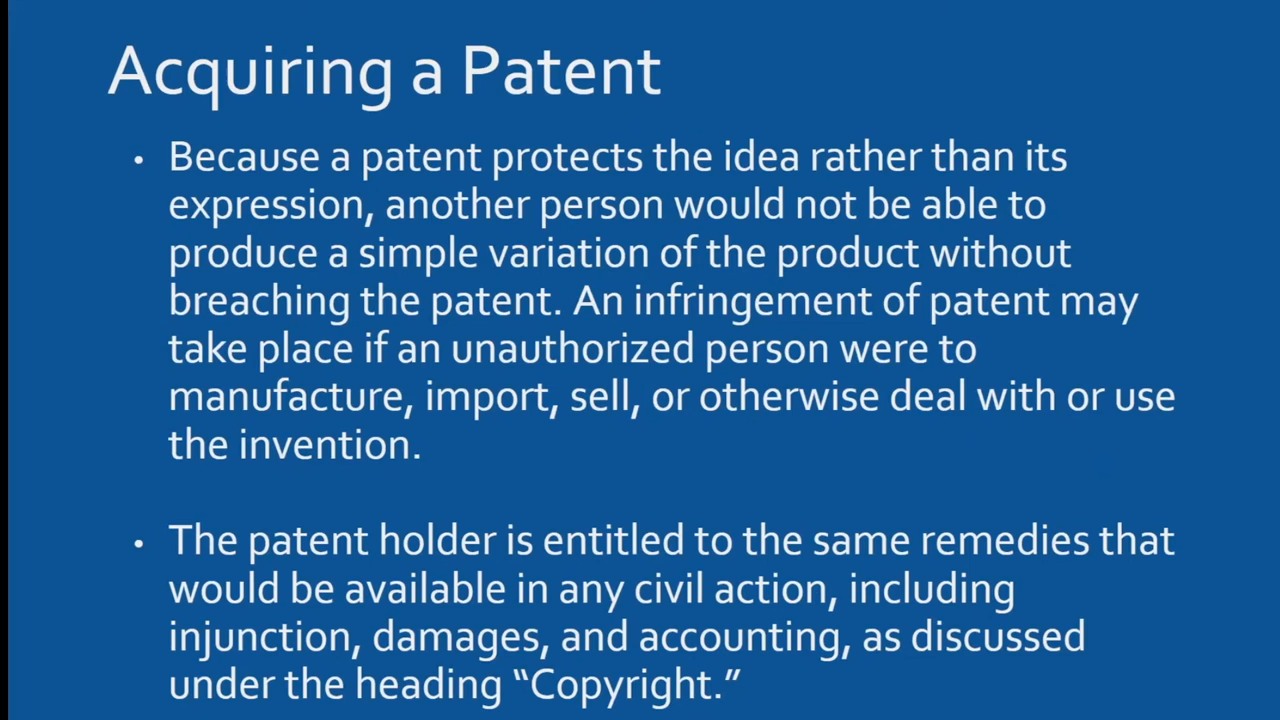 Acquiring a Patent
• Because a patent protects the idea rather than its
expression, another person would not be able to
produce a simple variation of the product without
breaching the patent. An infringement of patent may
take place if an unauthorized person were to
manufacture, import, sell, or otherwise deal with or use
the invention.
• The patent holder is entitled to the same remedies that
would be available in any civil action, including
injunction, damages, and accounting, as discussed
under the heading “Copyright.”